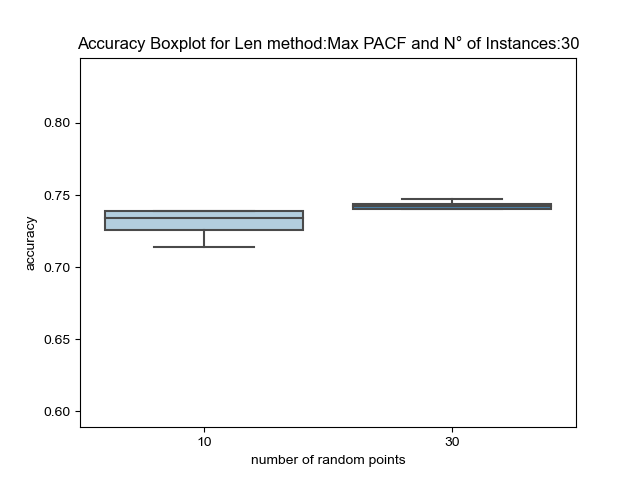 Accuracy Boxplot for Len method:Max PACF and N° of Instances:30
0.80
0.75
0.70
0.65
0.60
accuracy
10
30
number of random points